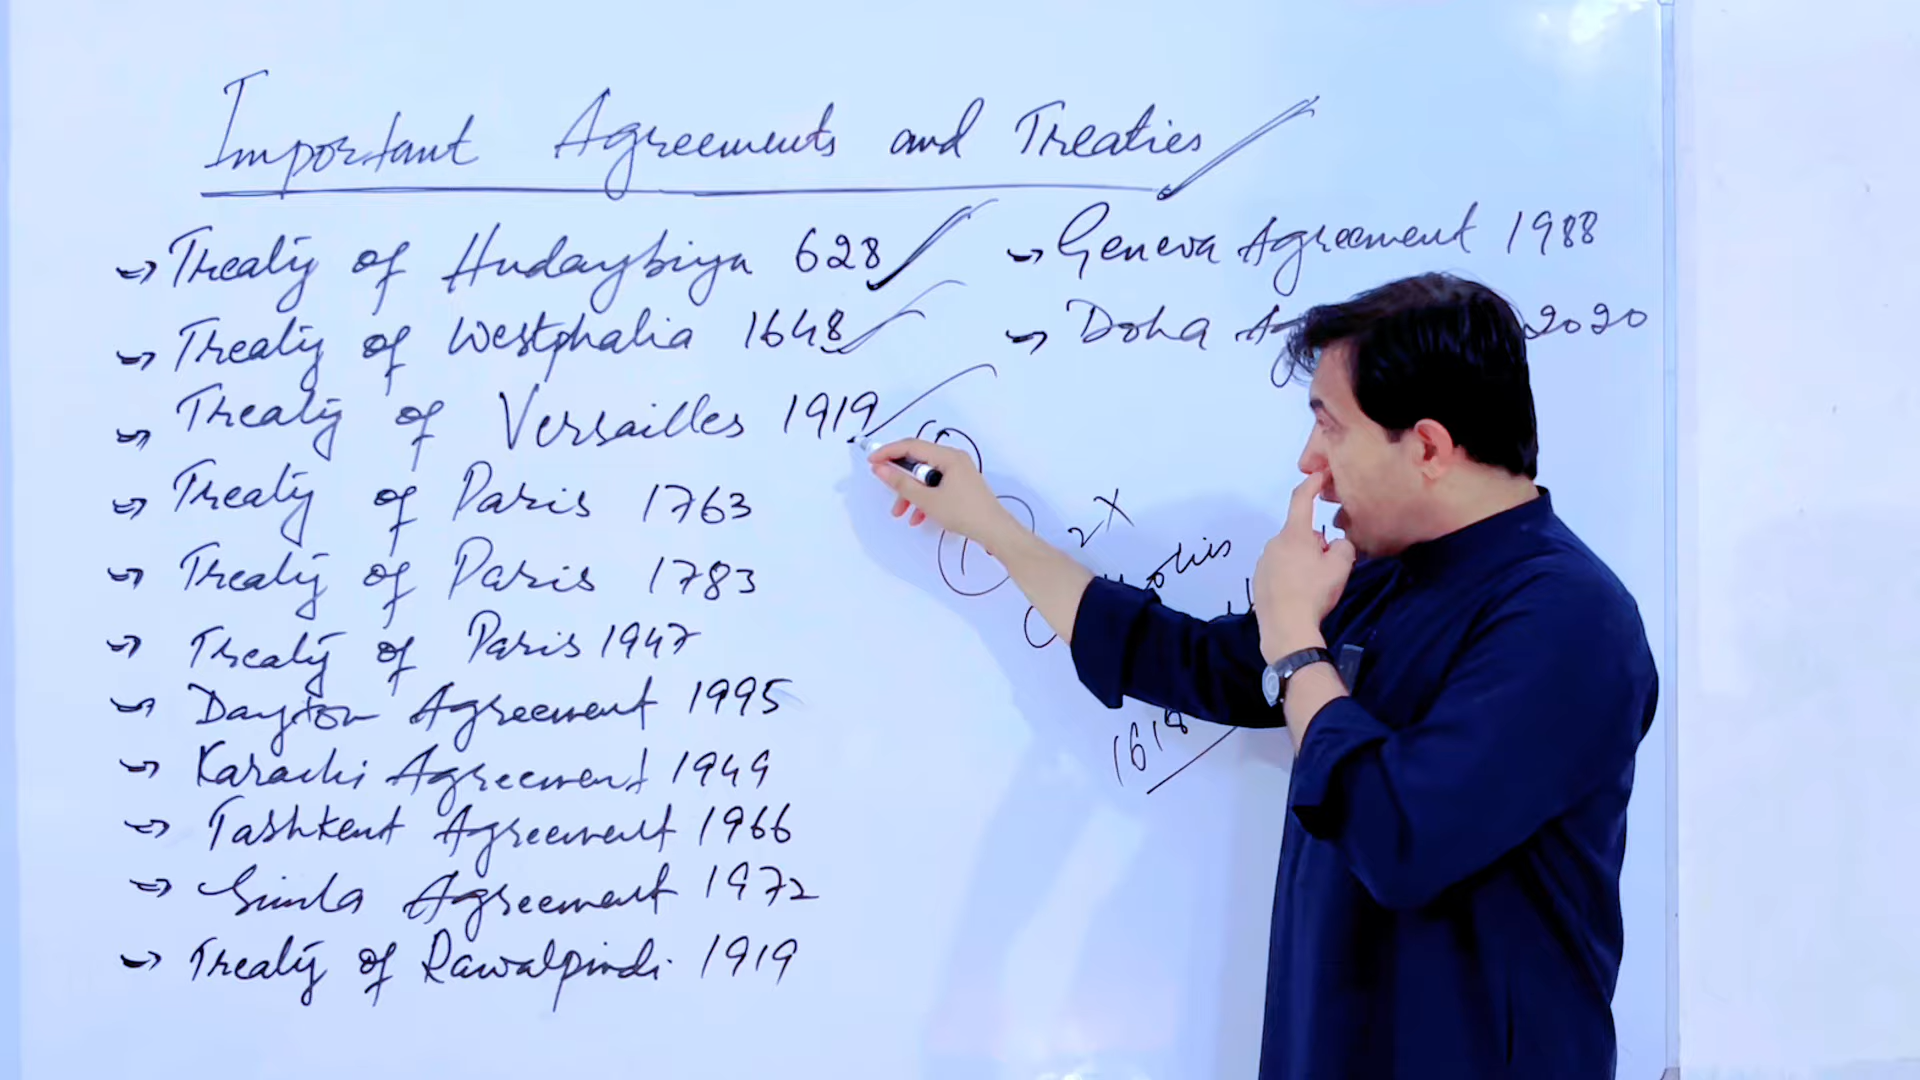 Important Agreements and Treaties
→ Treaty of Hudaybiya 628
→ Treaty of Westphalia 1648
→ Treaty of Versailles 1919
→ Treaty of Paris 1763
→ Treaty of Paris 1783
→ Treaty of Paris 1947
→ Dayton Agreement 1995
→ Karachi Agreement 1949
→ Tashkent Agreement 1966
→ Simla Agreement 1972
→ Treaty of Rawalpindi 1919
→ Geneva Agreement 1988
→ Doha 2020
2X
1618